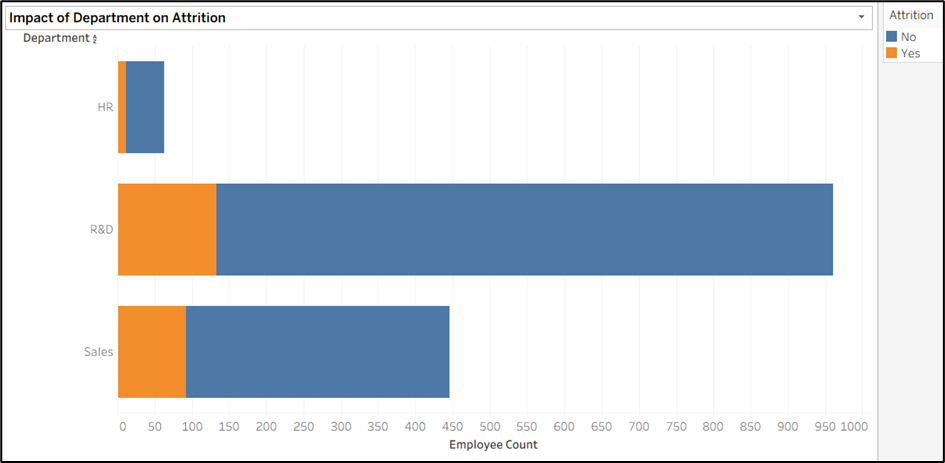 Impact of Department on Attrition
Attrition
No
Yes
Department
HR
R&D
Sales
0 50 100 150 200 250 300 350 400 450 500 550 600 650 700 750 800 850 900 950 1000
Employee Count